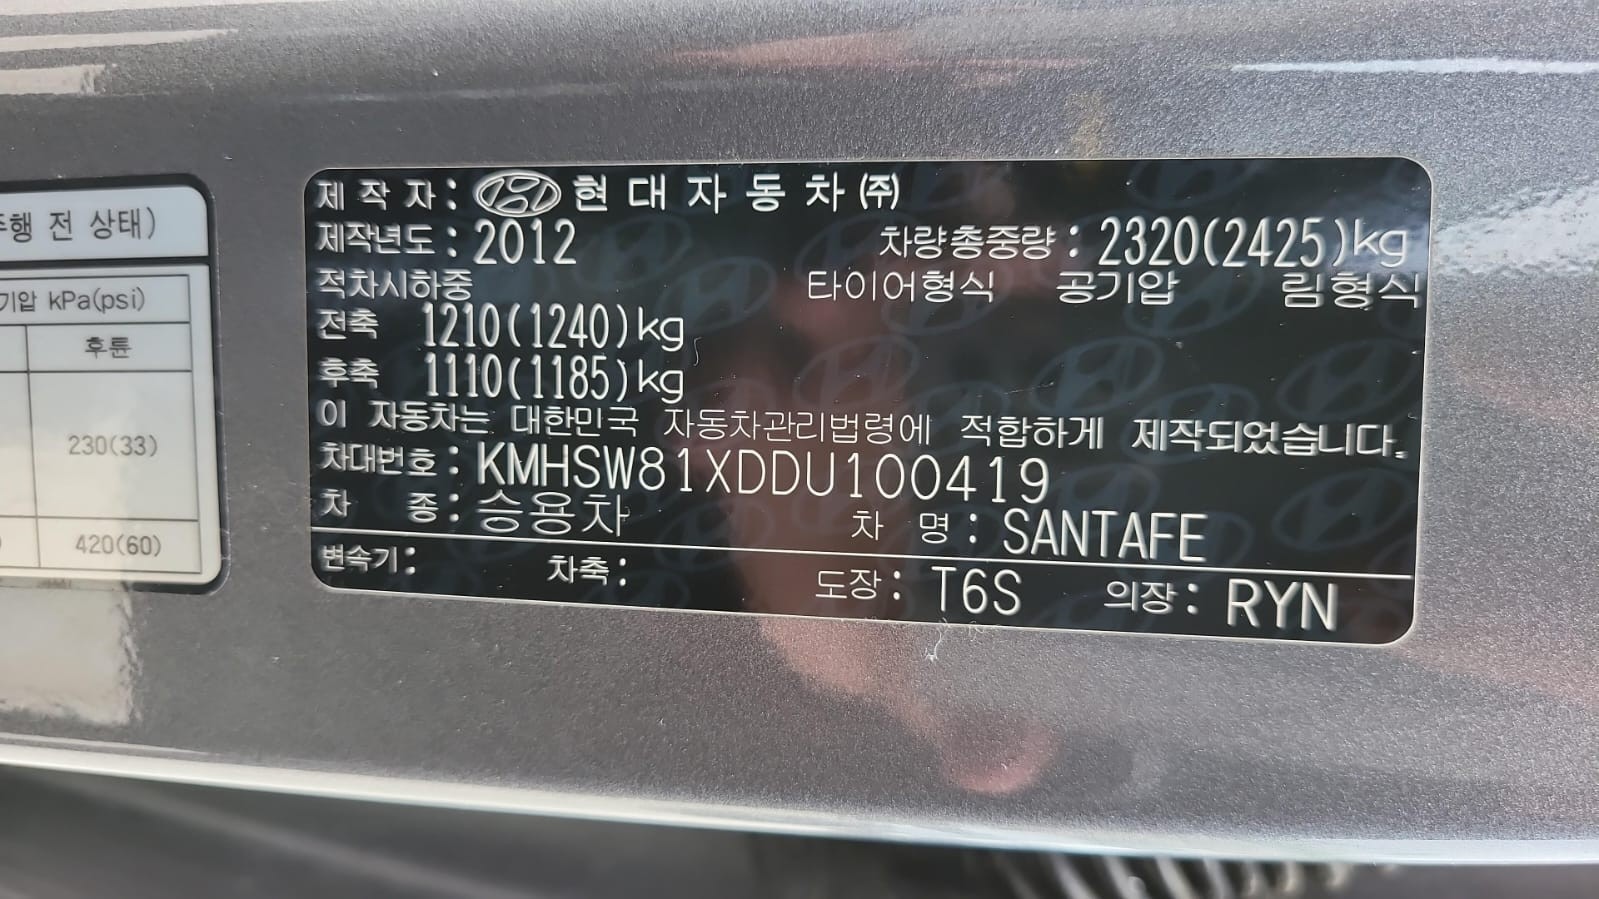 주행 전 상태)
기압 kPa(psi)
후륜
230(33)
420(60)
제작자: 현대자동차㈜
제작년도: 2012 차량총중량: 2320(2425)kg
적차시하중 타이어형식 공기압 림형식
전축 1210(1240)kg
후축 1110(1185)kg
이 자동차는 대한민국 자동차관리법령에 적합하게 제작되었습니다.
차대번호: KMHSW81XDDU100419
차 종: 승용차 차 명: SANTAFE
변속기: 차축: 도장: T6S 의장: RYN